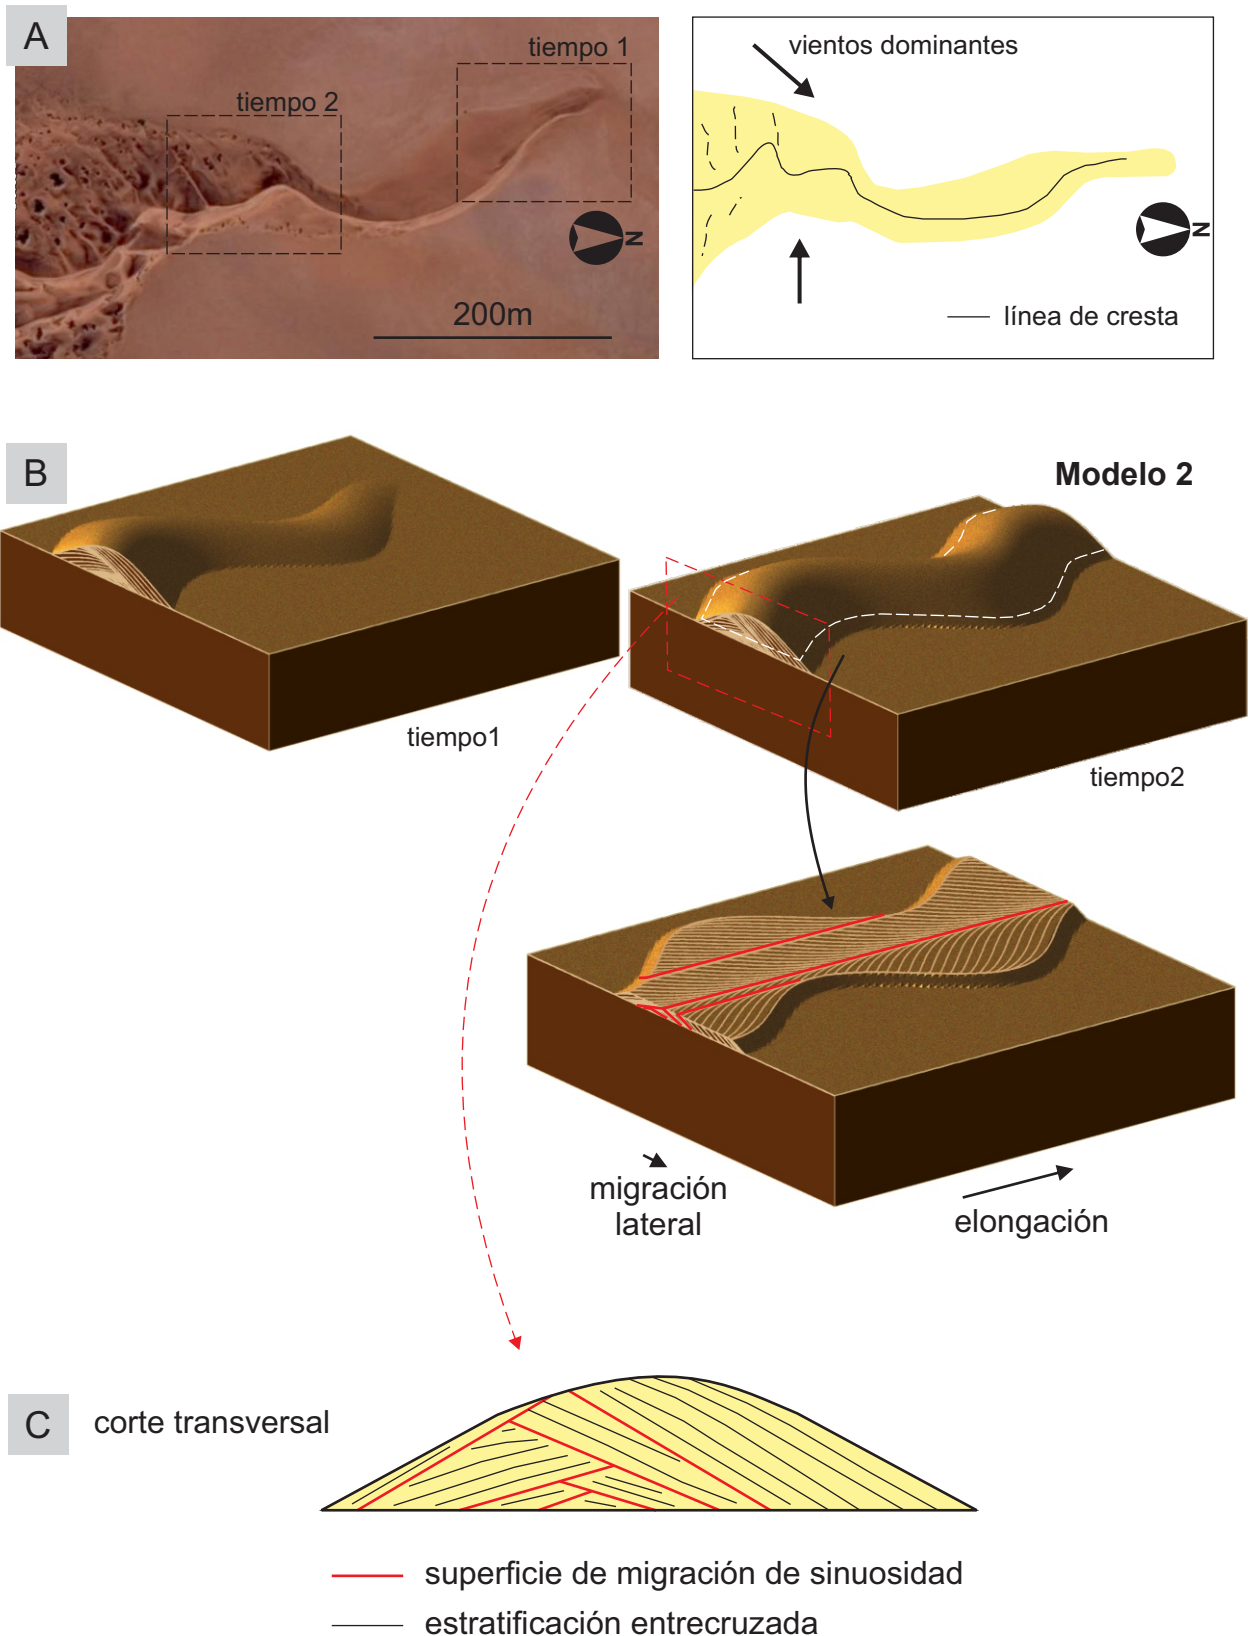 A
tiempo 1
tiempo 2
N
200m
vientos dominantes
N
línea de cresta
B
Modelo 2
tiempo1
tiempo2
migración
lateral
elongación
C
corte transversal
superficie de migración de sinuosidad
estratificación entrecruzada